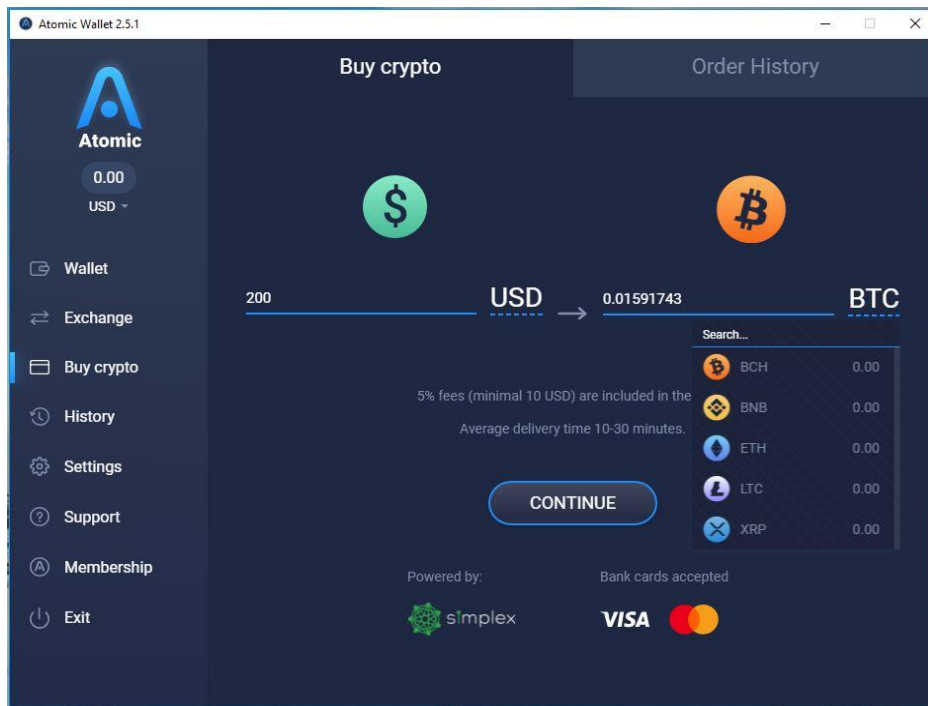 Atomic Wallet 2.5.1
Atomic
0.00
USD
Wallet
Exchange
Buy crypto
History
Settings
Support
Membership
Exit
Buy crypto
Order History
200
USD
0.01591743
BTC
Search...
BCH 0.00
BNB 0.00
ETH 0.00
LTC 0.00
XRP 0.00
5% fees (minimal 10 USD) are included in the
Average delivery time 10-30 minutes.
CONTINUE
Powered by:
simplex
Bank cards accepted
VISA